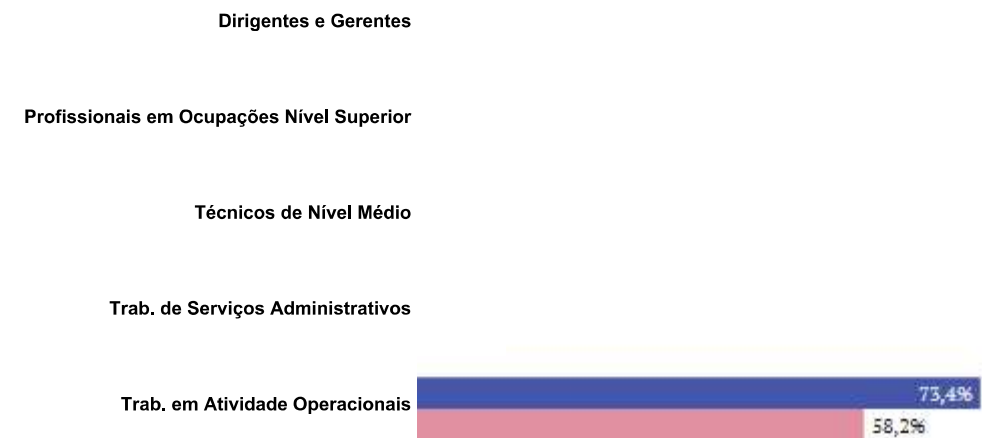 Dirigentes e Gerentes
Profissionais em Ocupações Nível Superior
Técnicos de Nível Médio
Trab. de Serviços Administrativos
Trab. em Atividade Operacionais
73,4%
58,2%